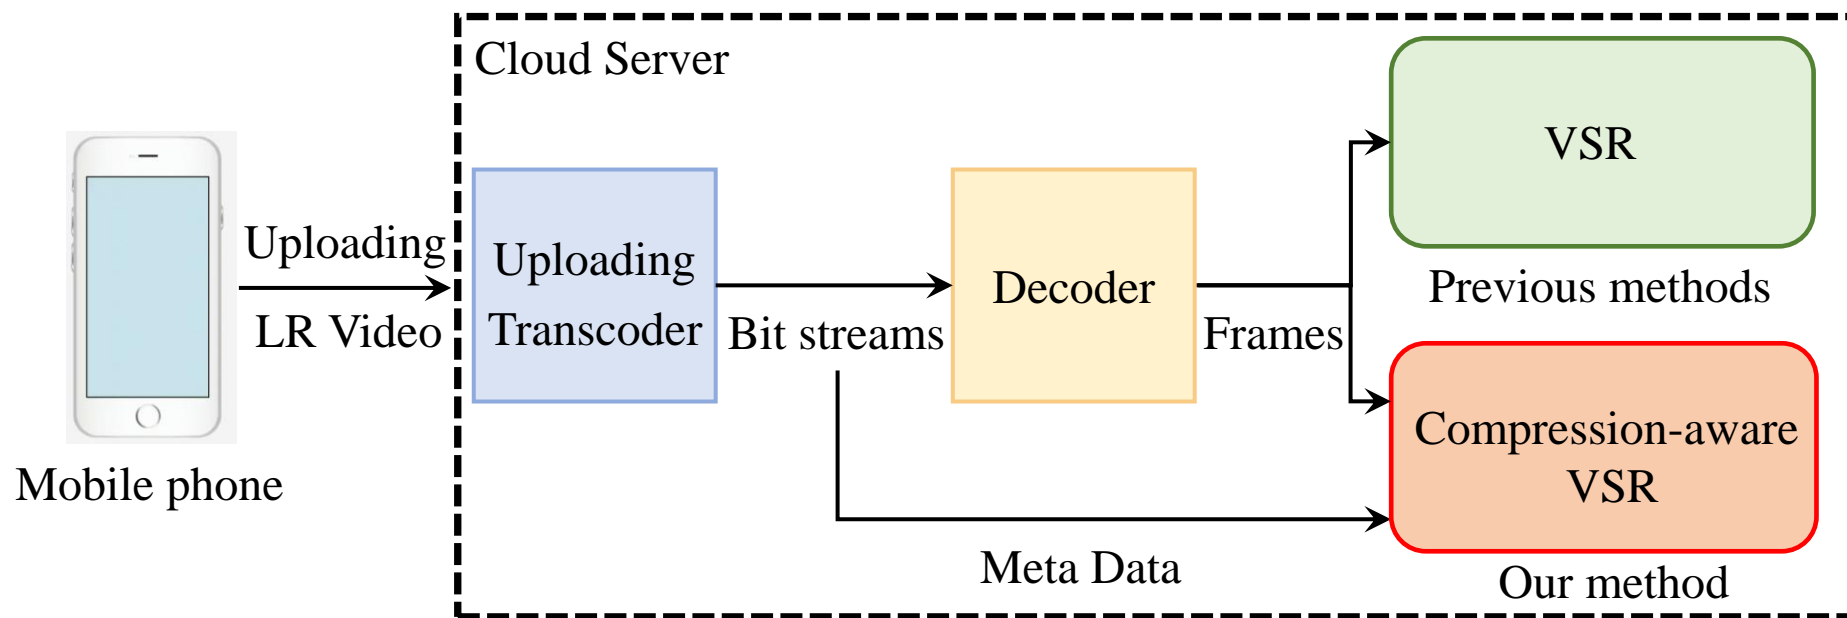 Cloud Server
VSR
Previous methods
Uploading
LR Video
Uploading
Transcoder
Bit streams
Decoder
Frames
Compression-aware
VSR
Our method
Meta Data
Mobile phone